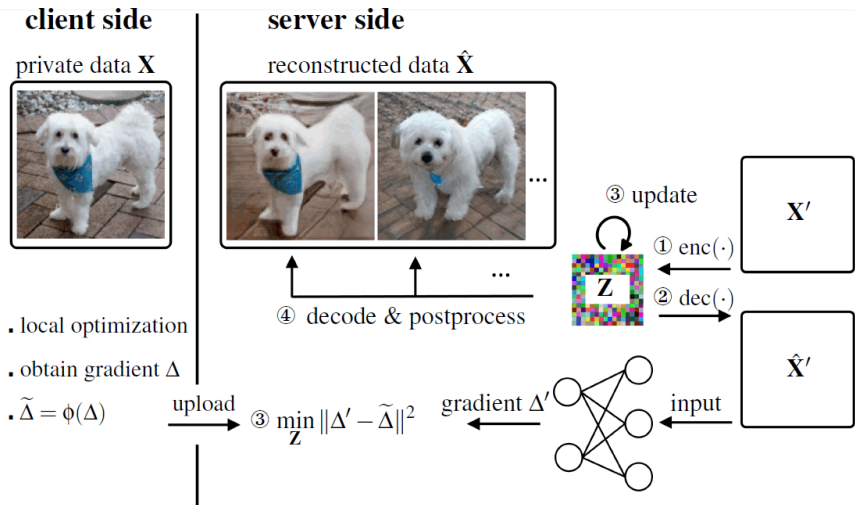 client side
server side
private data X
reconstructed data X̂
...
③ update
X′
① enc(·)
Z
② dec(·)
...
④ decode & postprocess
. local optimization
. obtain gradient Δ
. Δ̃ = ϕ(Δ)
upload
③ min ‖Δ′ − Δ̃‖²
Z
gradient Δ′
input
X̂′